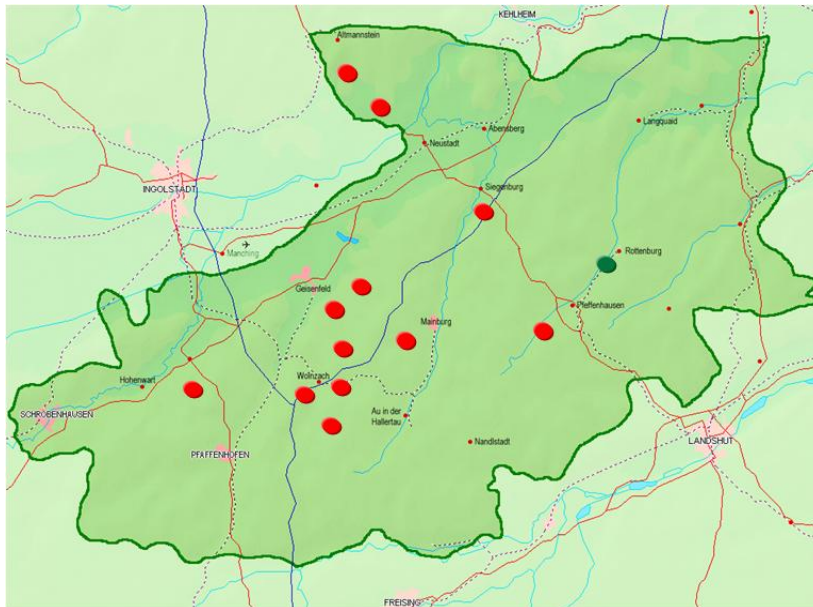 KEHLHEIM
Altmannstein
Langquaid
Abensberg
Neustadt
INGOLSTADT
Siegenburg
Manching
Rottenburg
Geisenfeld
Pfeffenhausen
Mainburg
Wolnzach
Hohenwart
SCHROBENHAUSEN
Au in der
Hallertau
Nandlstadt
LANDSHUT
PFAFFENHOFEN
FREISING